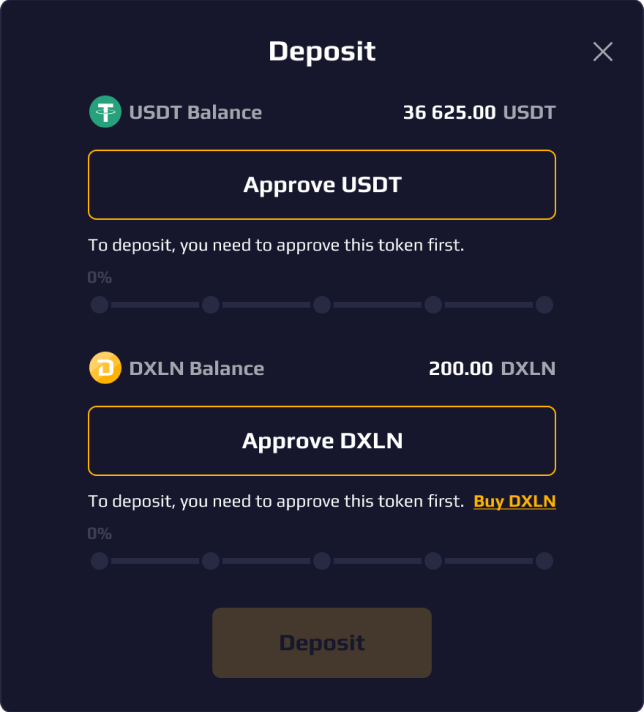 Deposit
USDT Balance 36 625.00 USDT
Approve USDT
To deposit, you need to approve this token first.
0%
DXLN Balance 200.00 DXLN
Approve DXLN
To deposit, you need to approve this token first. Buy DXLN
0%
Deposit